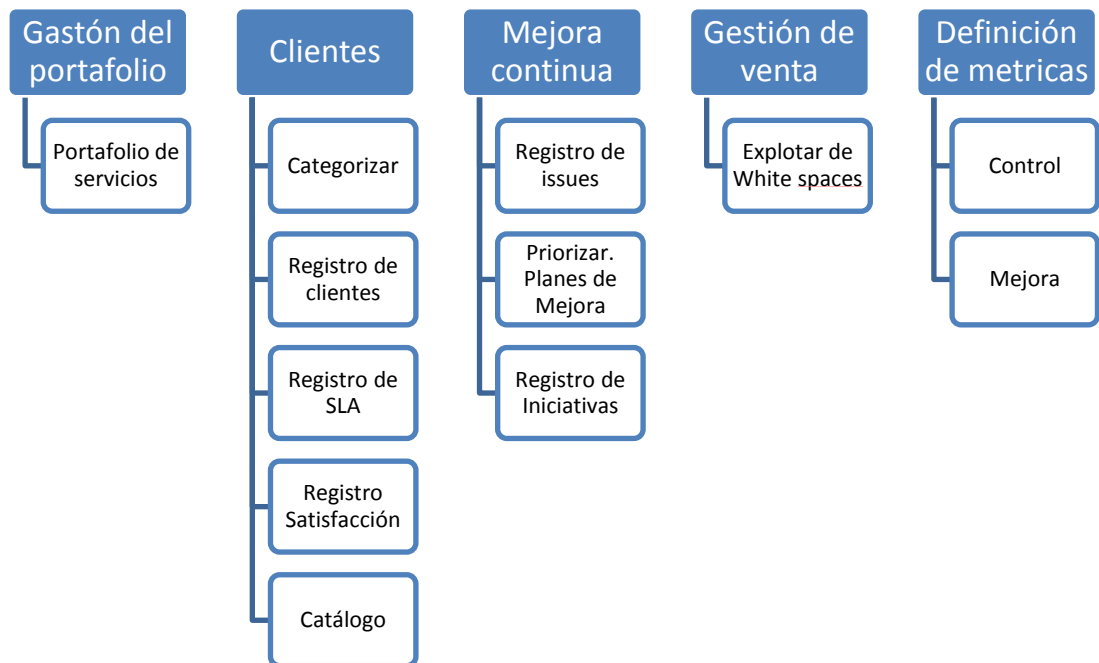 Gastón del
portafolio
Portafolio de
servicios
Clientes
Categorizar
Registro de
clientes
Registro de
SLA
Registro
Satisfacción
Catálogo
Mejora
continua
Registro de
issues
Priorizar.
Planes de
Mejora
Registro de
Iniciativas
Gestión de
venta
Explotar de
White spaces
Definición
de metricas
Control
Mejora